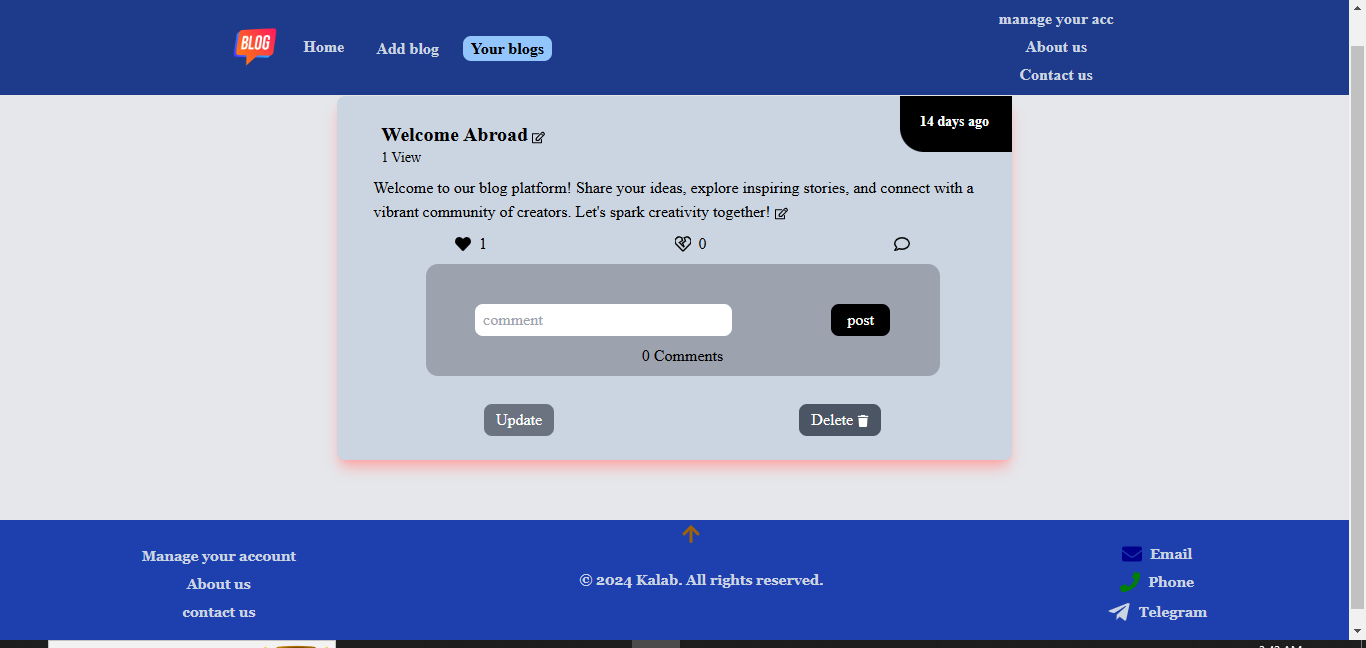 BLOG
Home
Add blog
Your blogs
manage your acc
About us
Contact us
14 days ago
Welcome Abroad
1 View
Welcome to our blog platform! Share your ideas, explore inspiring stories, and connect with a
vibrant community of creators. Let's spark creativity together!
1
0
comment
post
0 Comments
Update
Delete
Manage your account
About us
contact us
© 2024 Kalab. All rights reserved.
Email
Phone
Telegram